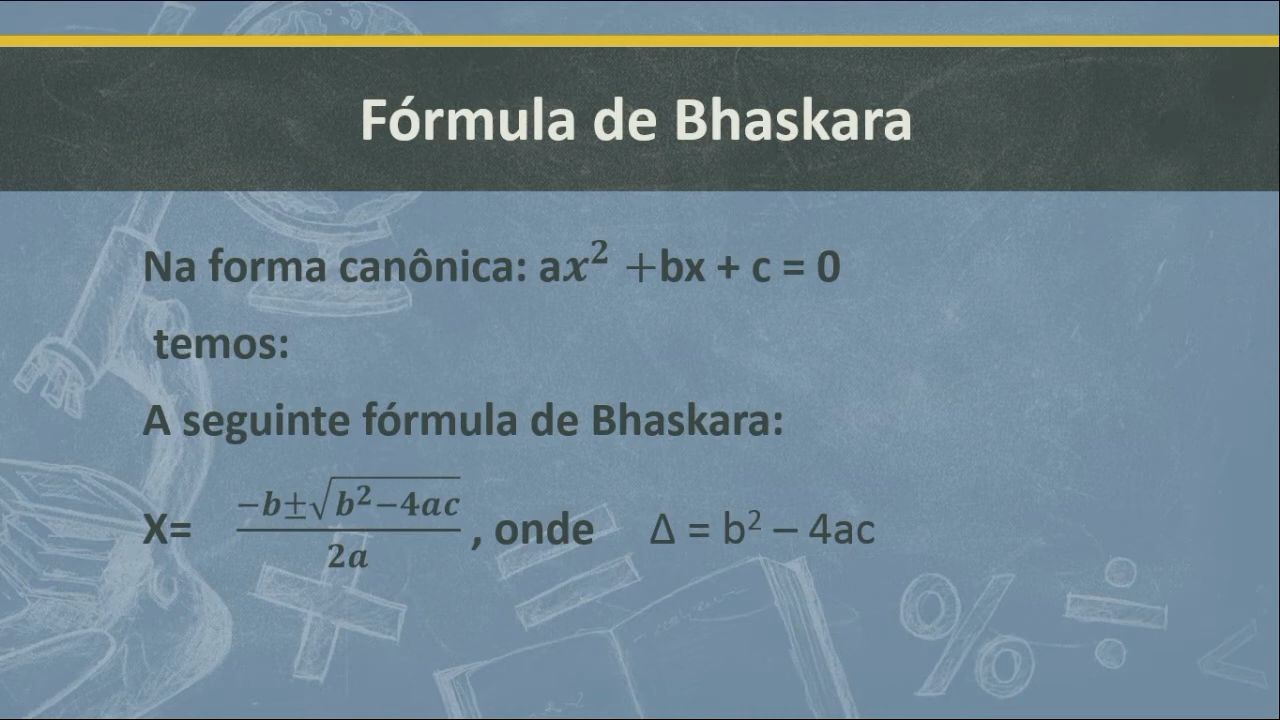 Fórmula de Bhaskara
Na forma canônica: ax² +bx + c = 0
temos:
A seguinte fórmula de Bhaskara:
X= (−b±√(b²−4ac))/(2a) , onde Δ = b² – 4ac